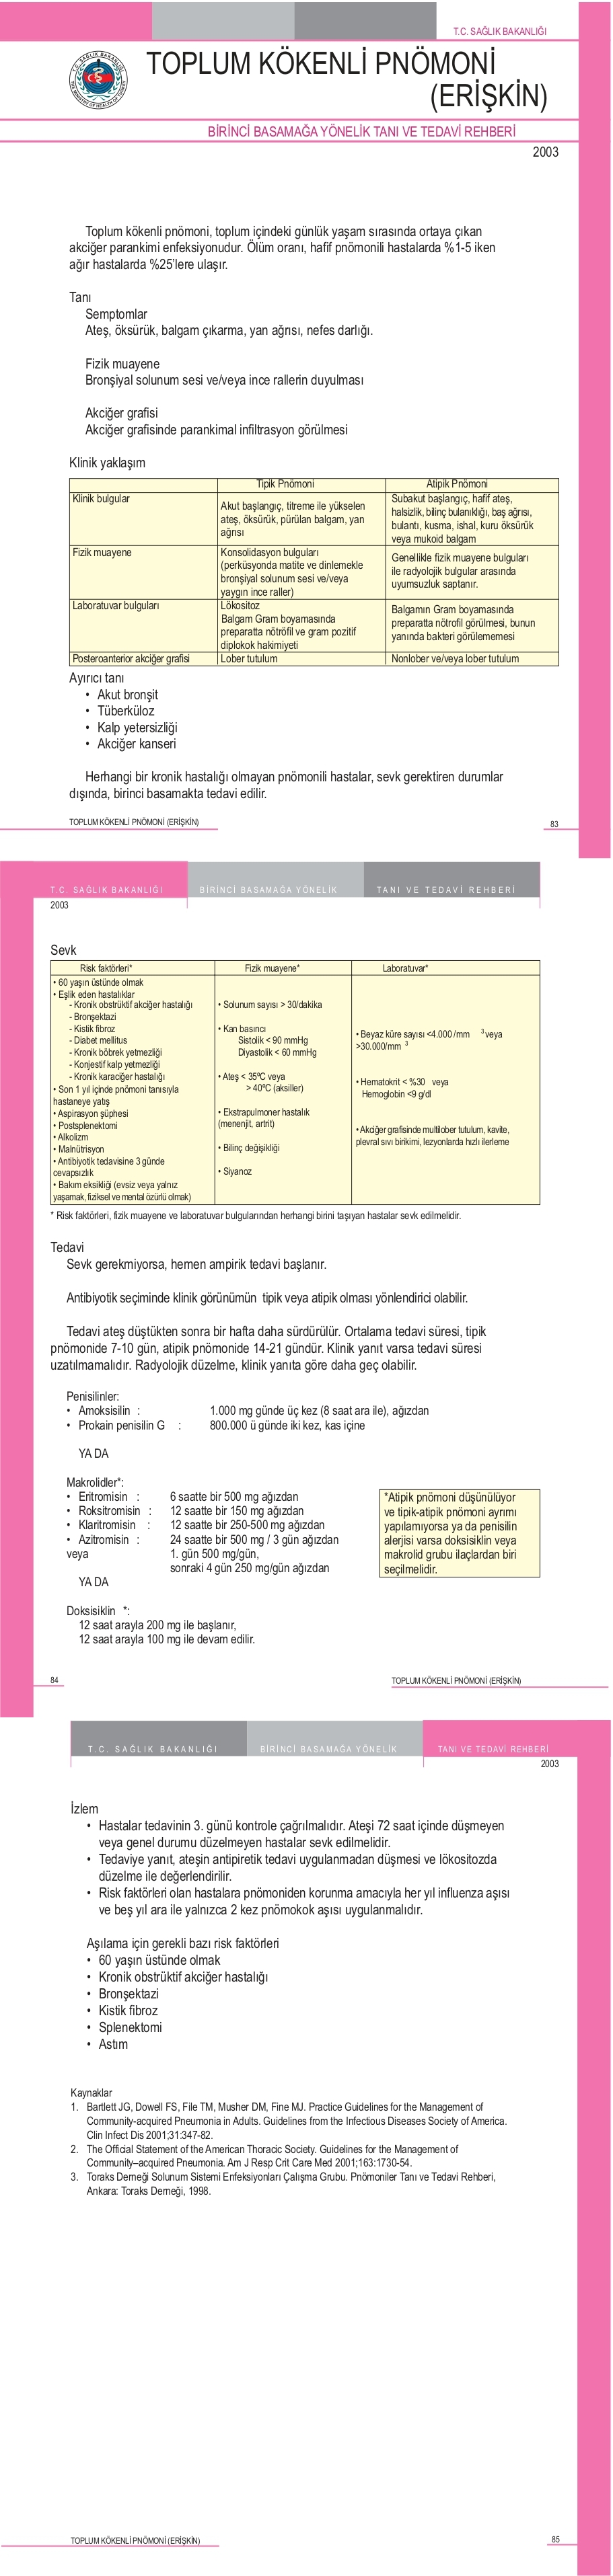 T.C. SAĞLIK BAKANLIĞI
TOPLUM KÖKENLİ PNÖMONİ
(ERİŞKİN)
BİRİNCİ BASAMAĞA YÖNELİK TANI VE TEDAVİ REHBERİ
2003
Toplum kökenli pnömoni, toplum içindeki günlük yaşam sırasında ortaya çıkan
akciğer parankimi enfeksiyonudur. Ölüm oranı, hafif pnömonili hastalarda %1-5 iken
ağır hastalarda %25'lere ulaşır.
Tanı
Semptomlar
Ateş, öksürük, balgam çıkarma, yan ağrısı, nefes darlığı.
Fizik muayene
Bronşiyal solunum sesi ve/veya ince rallerin duyulması
Akciğer grafisi
Akciğer grafisinde parankimal infiltrasyon görülmesi
Klinik yaklaşım
Tipik Pnömoni
Atipik Pnömoni
Klinik bulgular
Akut başlangıç, titreme ile yükselen
ateş, öksürük, pürülan balgam, yan
ağrısı
Subakut başlangıç, hafif ateş,
halsizlik, bilinç bulanıklığı, baş ağrısı,
bulantı, kusma, ishal, kuru öksürük
veya mukoid balgam
Fizik muayene
Konsolidasyon bulguları
(perküsyonda matite ve dinlemekle
bronşiyal solunum sesi ve/veya
yaygın ince raller)
Genellikle fizik muayene bulguları
ile radyolojik bulgular arasında
uyumsuzluk saptanır.
Laboratuvar bulguları
Lökositoz
Balgam Gram boyamasında
preparatta nötröfil ve gram pozitif
diplokok hakimiyeti
Balgamın Gram boyamasında
preparatta nötrofil görülmesi, bunun
yanında bakteri görülememesi
Posteroanterior akciğer grafisi
Lober tutulum
Nonlober ve/veya lober tutulum
Ayırıcı tanı
• Akut bronşit
• Tüberküloz
• Kalp yetersizliği
• Akciğer kanseri
Herhangi bir kronik hastalığı olmayan pnömonili hastalar, sevk gerektiren durumlar
dışında, birinci basamakta tedavi edilir.
TOPLUM KÖKENLİ PNÖMONİ (ERİŞKİN)
83
T.C. SAĞLIK BAKANLIĞI
BİRİNCİ BASAMAĞA YÖNELİK
TANI VE TEDAVİ REHBERİ
2003
Sevk
Risk faktörleri*
Fizik muayene*
Laboratuvar*
• 60 yaşın üstünde olmak
• Eşlik eden hastalıklar
- Kronik obstrüktif akciğer hastalığı
- Bronşektazi
- Kistik fibroz
- Diabet mellitus
- Kronik böbrek yetmezliği
- Konjestif kalp yetmezliği
- Kronik karaciğer hastalığı
• Son 1 yıl içinde pnömoni tanısıyla
hastaneye yatış
• Aspirasyon şüphesi
• Postsplenektomi
• Alkolizm
• Malnütrisyon
• Antibiyotik tedavisine 3 günde
cevapsızlık
• Bakım eksikliği (evsiz veya yalnız
yaşamak, fiziksel ve mental özürlü olmak)
• Solunum sayısı > 30/dakika
• Kan basıncı
Sistolik < 90 mmHg
Diyastolik < 60 mmHg
• Ateş < 35ºC veya
> 40ºC (aksiller)
• Ekstrapulmoner hastalık
(menenjit, artrit)
• Bilinç değişikliği
• Siyanoz
• Beyaz küre sayısı <4.000 /mm 3 veya
>30.000/mm 3
• Hematokrit < %30 veya
Hemoglobin <9 g/dl
• Akciğer grafisinde multilober tutulum, kavite,
plevral sıvı birikimi, lezyonlarda hızlı ilerleme
* Risk faktörleri, fizik muayene ve laboratuvar bulgularından herhangi birini taşıyan hastalar sevk edilmelidir.
Tedavi
Sevk gerekmiyorsa, hemen ampirik tedavi başlanır.
Antibiyotik seçiminde klinik görünümün tipik veya atipik olması yönlendirici olabilir.
Tedavi ateş düştükten sonra bir hafta daha sürdürülür. Ortalama tedavi süresi, tipik
pnömonide 7-10 gün, atipik pnömonide 14-21 gündür. Klinik yanıt varsa tedavi süresi
uzatılmamalıdır. Radyolojik düzelme, klinik yanıta göre daha geç olabilir.
Penisilinler:
• Amoksisilin : 1.000 mg günde üç kez (8 saat ara ile), ağızdan
• Prokain penisilin G : 800.000 ü günde iki kez, kas içine
YA DA
Makrolidler*:
• Eritromisin : 6 saatte bir 500 mg ağızdan
• Roksitromisin : 12 saatte bir 150 mg ağızdan
• Klaritromisin : 12 saatte bir 250-500 mg ağızdan
• Azitromisin : 24 saatte bir 500 mg / 3 gün ağızdan
veya 1. gün 500 mg/gün,
sonraki 4 gün 250 mg/gün ağızdan
*Atipik pnömoni düşünülüyor
ve tipik-atipik pnömoni ayrımı
yapılamıyorsa ya da penisilin
alerjisi varsa doksisiklin veya
makrolid grubu ilaçlardan biri
seçilmelidir.
YA DA
Doksisiklin *:
12 saat arayla 200 mg ile başlanır,
12 saat arayla 100 mg ile devam edilir.
84
TOPLUM KÖKENLİ PNÖMONİ (ERİŞKİN)
T.C. SAĞLIK BAKANLIĞI
BİRİNCİ BASAMAĞA YÖNELİK
TANI VE TEDAVİ REHBERİ
2003
İzlem
• Hastalar tedavinin 3. günü kontrole çağrılmalıdır. Ateşi 72 saat içinde düşmeyen
veya genel durumu düzelmeyen hastalar sevk edilmelidir.
• Tedaviye yanıt, ateşin antipiretik tedavi uygulanmadan düşmesi ve lökositozda
düzelme ile değerlendirilir.
• Risk faktörleri olan hastalara pnömoniden korunma amacıyla her yıl influenza aşısı
ve beş yıl ara ile yalnızca 2 kez pnömokok aşısı uygulanmalıdır.
Aşılama için gerekli bazı risk faktörleri
• 60 yaşın üstünde olmak
• Kronik obstrüktif akciğer hastalığı
• Bronşektazi
• Kistik fibroz
• Splenektomi
• Astım
Kaynaklar
1. Bartlett JG, Dowell FS, File TM, Musher DM, Fine MJ. Practice Guidelines for the Management of
Community-acquired Pneumonia in Adults. Guidelines from the Infectious Diseases Society of America.
Clin Infect Dis 2001;31:347-82.
2. The Official Statement of the American Thoracic Society. Guidelines for the Management of
Community–acquired Pneumonia. Am J Resp Crit Care Med 2001;163:1730-54.
3. Toraks Derneği Solunum Sistemi Enfeksiyonları Çalışma Grubu. Pnömoniler Tanı ve Tedavi Rehberi,
Ankara: Toraks Derneği, 1998.
TOPLUM KÖKENLİ PNÖMONİ (ERİŞKİN)
85